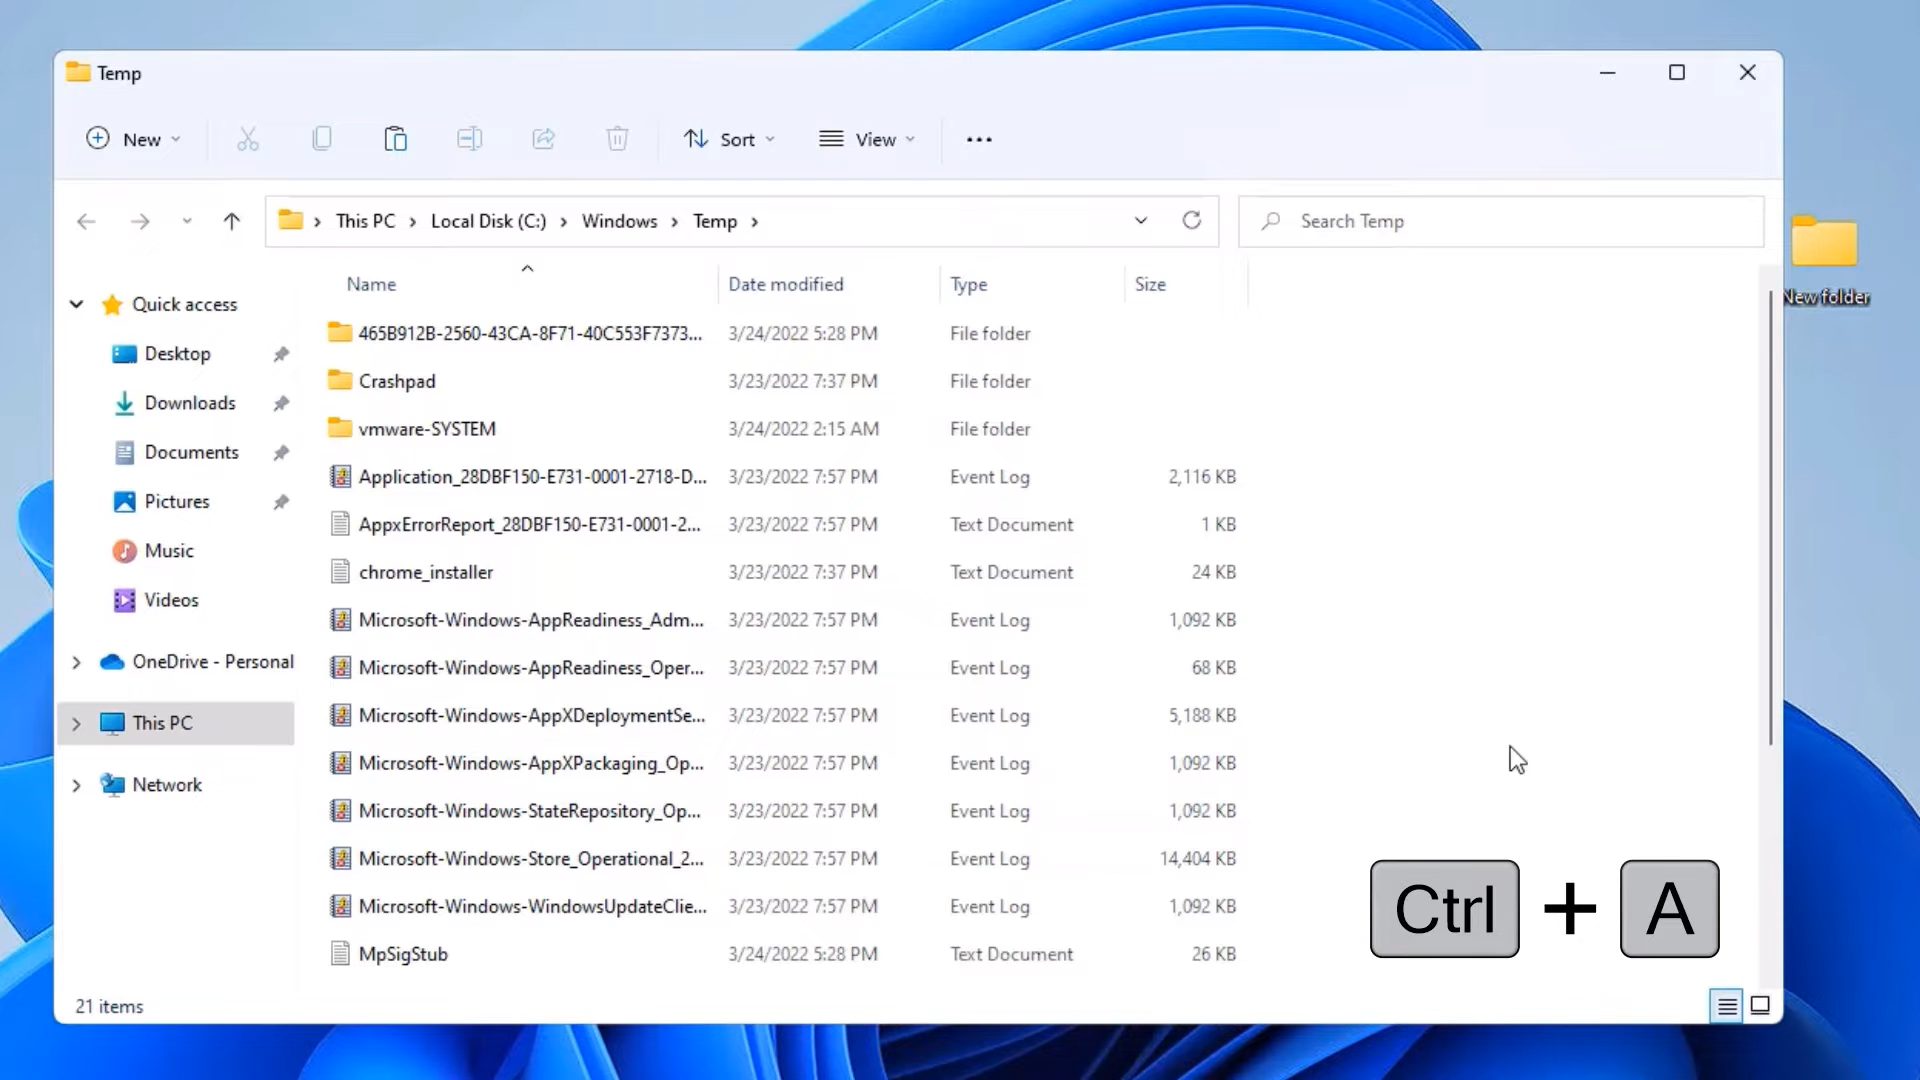 Temp
New
Sort
View
This PC
Local Disk (C:)
Windows
Temp
Search Temp
New folder
Name
Date modified
Type
Size
Quick access
Desktop
Downloads
Documents
Pictures
Music
Videos
OneDrive - Personal
This PC
Network
465B912B-2560-43CA-8F71-40C553F7373... 3/24/2022 5:28 PM File folder
Crashpad 3/23/2022 7:37 PM File folder
vmware-SYSTEM 3/24/2022 2:15 AM File folder
Application_28DBF150-E731-0001-2718-D... 3/23/2022 7:57 PM Event Log 2,116 KB
AppxErrorReport_28DBF150-E731-0001-2... 3/23/2022 7:57 PM Text Document 1 KB
chrome_installer 3/23/2022 7:37 PM Text Document 24 KB
Microsoft-Windows-AppReadiness_Adm... 3/23/2022 7:57 PM Event Log 1,092 KB
Microsoft-Windows-AppReadiness_Oper... 3/23/2022 7:57 PM Event Log 68 KB
Microsoft-Windows-AppXDeploymentSe... 3/23/2022 7:57 PM Event Log 5,188 KB
Microsoft-Windows-AppXPackaging_Op... 3/23/2022 7:57 PM Event Log 1,092 KB
Microsoft-Windows-StateRepository_Op... 3/23/2022 7:57 PM Event Log 1,092 KB
Microsoft-Windows-Store_Operational_2... 3/23/2022 7:57 PM Event Log 14,404 KB
Microsoft-Windows-WindowsUpdateClie... 3/23/2022 7:57 PM Event Log 1,092 KB
MpSigStub 3/24/2022 5:28 PM Text Document 26 KB
Ctrl + A
21 items